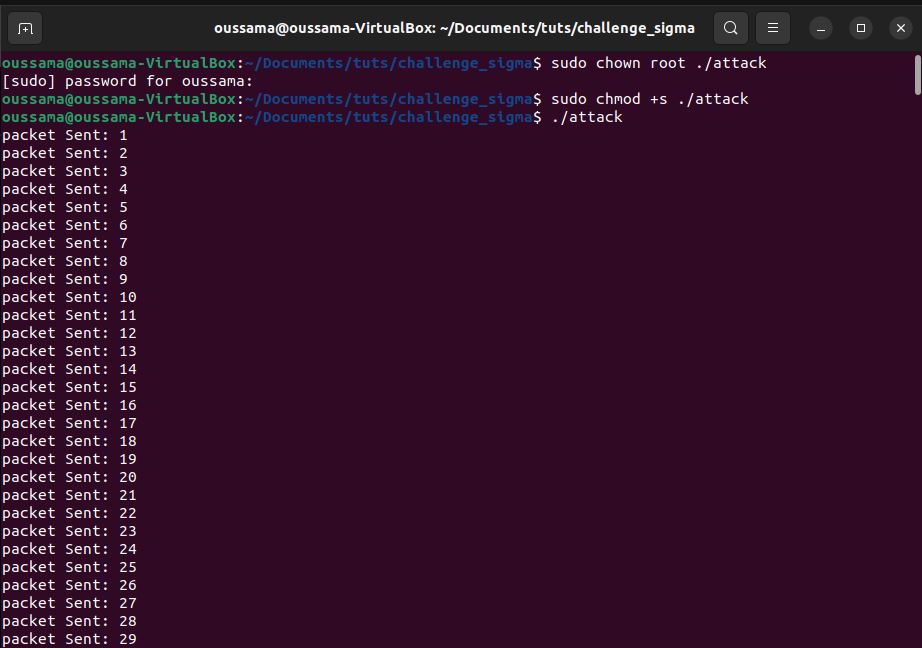 oussama@oussama-VirtualBox: ~/Documents/tuts/challenge_sigma
oussama@oussama-VirtualBox:~/Documents/tuts/challenge_sigma$ sudo chown root ./attack
[sudo] password for oussama:
oussama@oussama-VirtualBox:~/Documents/tuts/challenge_sigma$ sudo chmod +s ./attack
oussama@oussama-VirtualBox:~/Documents/tuts/challenge_sigma$ ./attack
packet Sent: 1
packet Sent: 2
packet Sent: 3
packet Sent: 4
packet Sent: 5
packet Sent: 6
packet Sent: 7
packet Sent: 8
packet Sent: 9
packet Sent: 10
packet Sent: 11
packet Sent: 12
packet Sent: 13
packet Sent: 14
packet Sent: 15
packet Sent: 16
packet Sent: 17
packet Sent: 18
packet Sent: 19
packet Sent: 20
packet Sent: 21
packet Sent: 22
packet Sent: 23
packet Sent: 24
packet Sent: 25
packet Sent: 26
packet Sent: 27
packet Sent: 28
packet Sent: 29